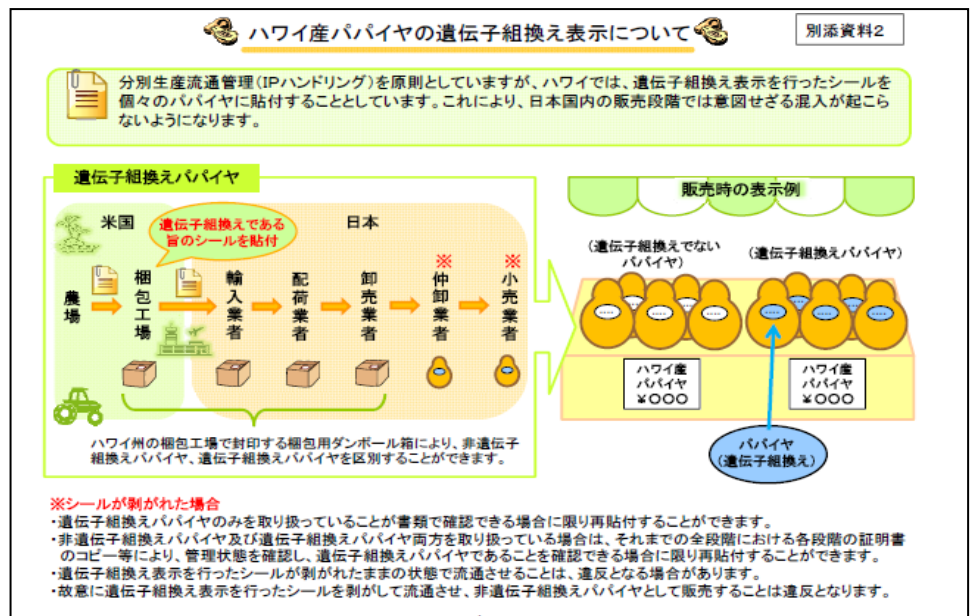 ハワイ産パパイヤの遺伝子組換え表示について
別添資料2
分別生産流通管理(IPハンドリング)を原則としていますが、ハワイでは、遺伝子組換え表示を行ったシールを
個々のパパイヤに貼付することとしています。これにより、日本国内の販売段階では意図せざる混入が起こら
ないようになります。
遺伝子組換えパパイヤ
米国
遺伝子組換えである
旨のシールを貼付
日本
農場
梱包工場
輸入業者
配荷業者
卸売業者
※
仲卸業者
※
小売業者
ハワイ州の梱包工場で封印する梱包用ダンボール箱により、非遺伝子
組換えパパイヤ、遺伝子組換えパパイヤを区別することができます。
販売時の表示例
(遺伝子組換えでない
パパイヤ)
(遺伝子組換えパパイヤ)
ハワイ産
パパイヤ
¥〇〇〇
ハワイ産
パパイヤ
¥〇〇〇
パパイヤ
(遺伝子組換え)
※シールが剥がれた場合
・遺伝子組換えパパイヤのみを取り扱っていることが書類で確認できる場合に限り再貼付することができます。
・非遺伝子組換えパパイヤ及び遺伝子組換えパパイヤ両方を取り扱っている場合は、それまでの全段階における各段階の証明書
のコピー等により、管理状態を確認し、遺伝子組換えパパイヤであることを確認できる場合に限り再貼付することができます。
・遺伝子組換え表示を行ったシールが剥がれたままの状態で流通させることは、違反となる場合があります。
・故意に遺伝子組換え表示を行ったシールを剥がして流通させ、非遺伝子組換えパパイヤとして販売することは違反となります。